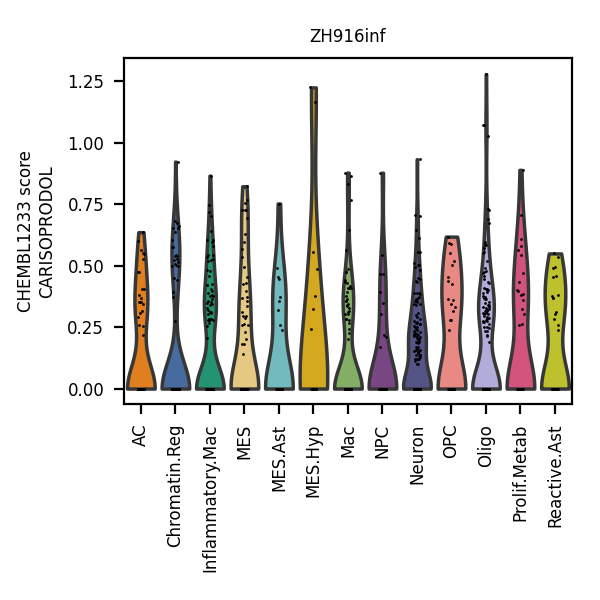 ZH916inf
CHEMBL1233 score
CARISOPRODOL
1.25
1.00
0.75
0.50
0.25
0.00
AC
Chromatin.Reg
Inflammatory.Mac
MES
MES.Ast
MES.Hyp
Mac
NPC
Neuron
OPC
Oligo
Prolif.Metab
Reactive.Ast